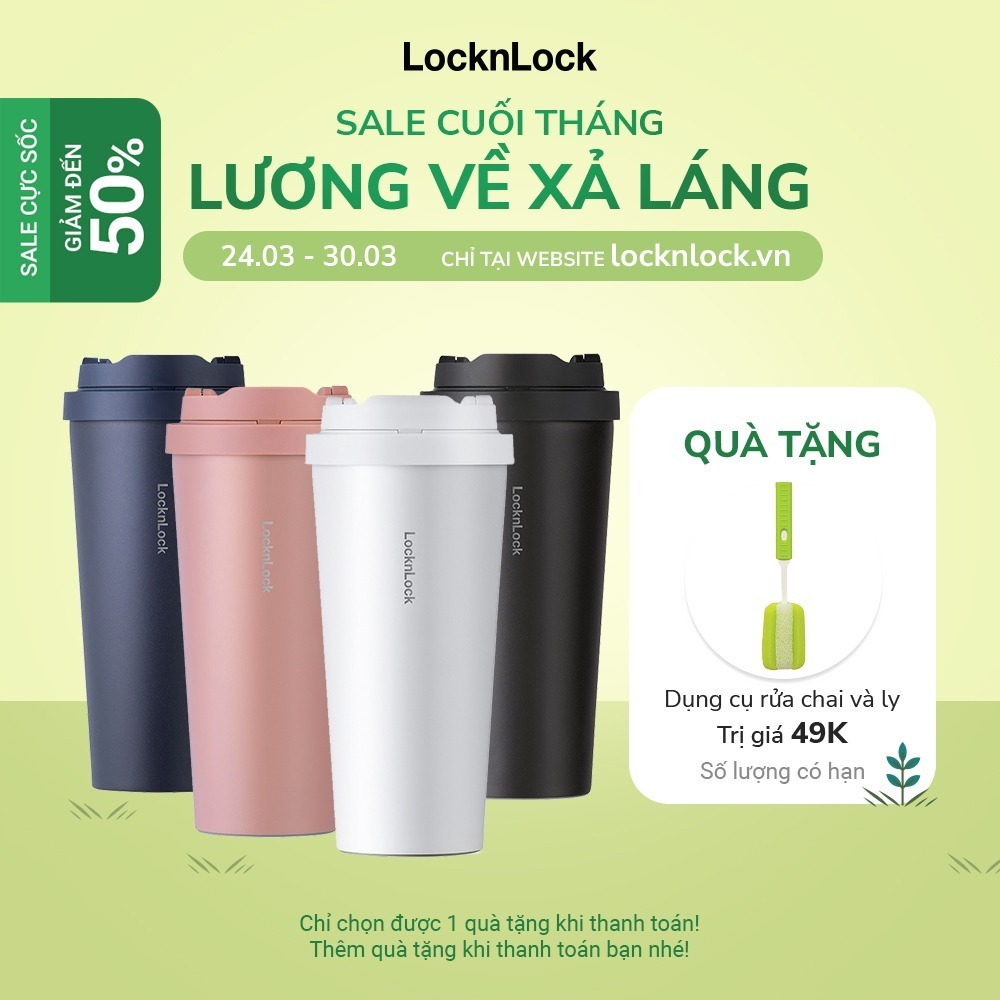 LocknLock
SALE CUỐI THÁNG
LƯƠNG VỀ XẢ LÁNG
24.03 - 30.03 CHỈ TẠI WEBSITE locknlock.vn
SALE CỰC SỐC
GIẢM ĐẾN
50%
LocknLock
LocknLock
LocknLock
LocknLock
QUÀ TẶNG
Dụng cụ rửa chai và ly
Trị giá 49K
Số lượng có hạn
Chỉ chọn được 1 quà tặng khi thanh toán!
Thêm quà tặng khi thanh toán bạn nhé!